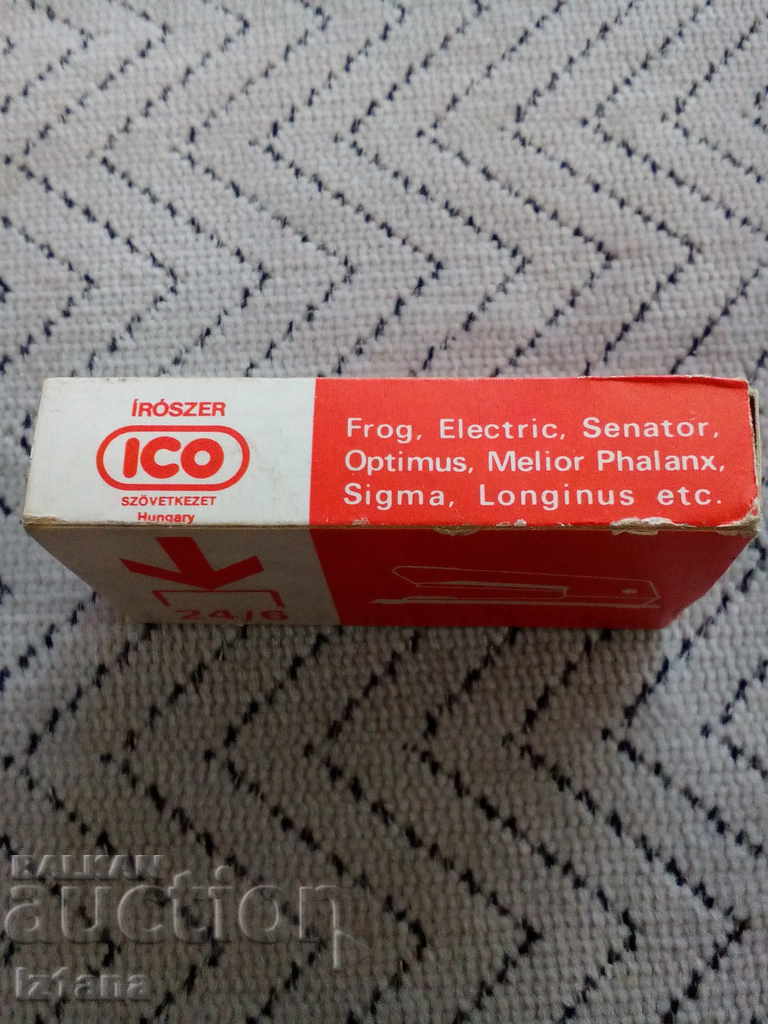 ÍRÓSZER
ICO
SZÖVETKEZET
Hungary
Frog, Electric, Senator,
Optimus, Melior Phalanx,
Sigma, Longinus etc.
24/6
BALKAN
auction
Izfana